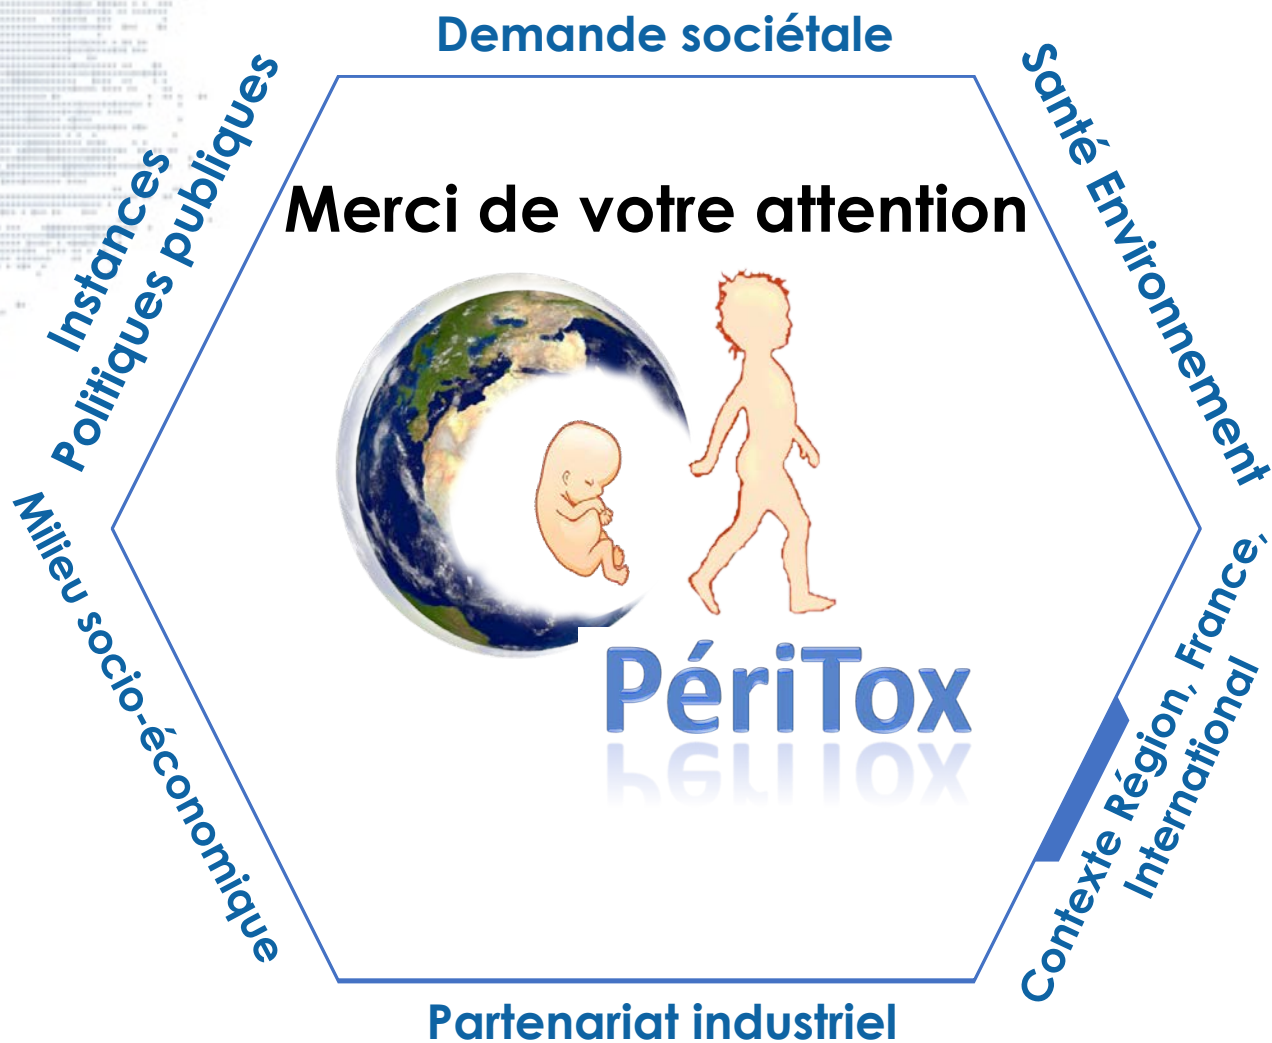 Demande sociétale
Instances
Politiques publiques
Santé Environnement
Merci de votre attention
PériTox
Milieu socio-économique
Contexte Région, France,
International
Partenariat industriel